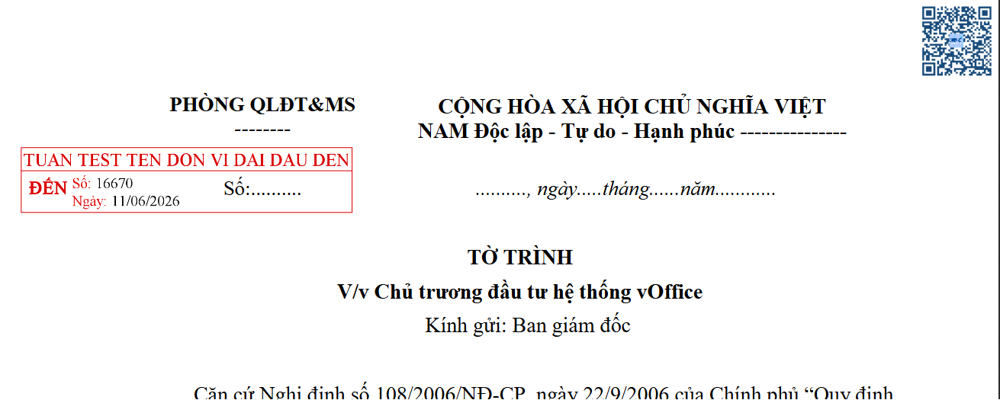 PHÒNG QLĐT&MS
--------
CỘNG HÒA XÃ HỘI CHỦ NGHĨA VIỆT
NAM Độc lập - Tự do - Hạnh phúc ---------------
TUAN TEST TEN DON VI DAI DAU DEN
ĐẾN Số: 16670
Ngày: 11/06/2026
Số:..........
.........., ngày.....tháng......năm............
TỜ TRÌNH
V/v Chủ trương đầu tư hệ thống vOffice
Kính gửi: Ban giám đốc
Căn cứ Nghị định số 108/2006/NĐ-CP, ngày 22/9/2006 của Chính phủ “Quy định